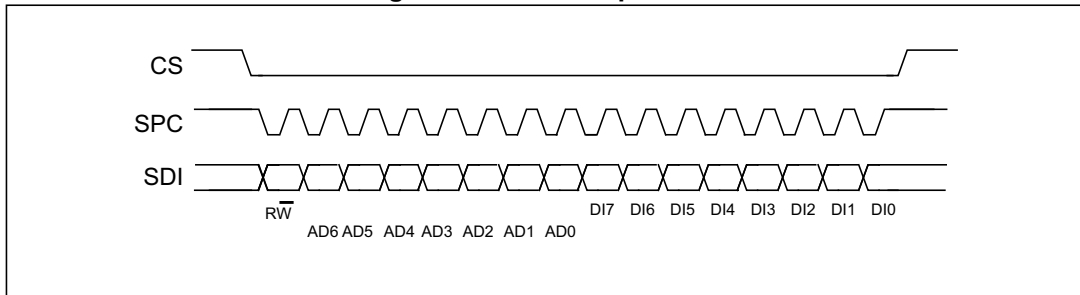 CS
SPC
SDI
RW̅
DI7 DI6 DI5 DI4 DI3 DI2 DI1 DI0
AD6 AD5 AD4 AD3 AD2 AD1 AD0